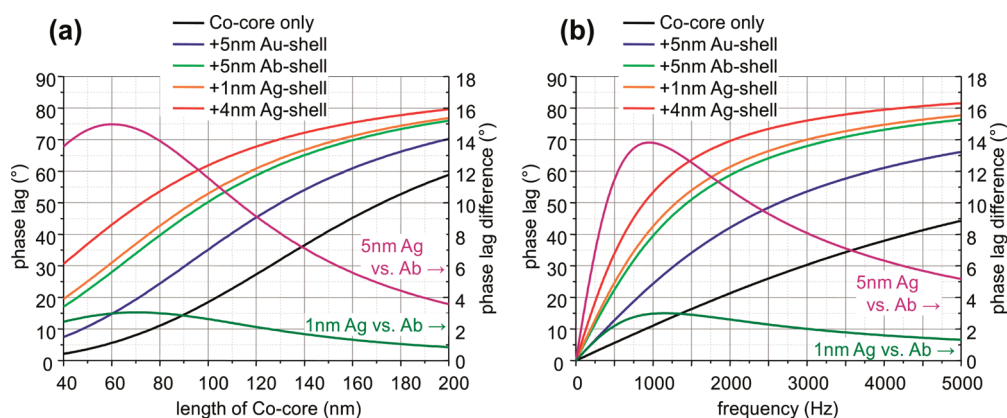 (a)
Co-core only
+5nm Au-shell
+5nm Ab-shell
+1nm Ag-shell
+4nm Ag-shell
90
80
70
60
50
40
30
20
10
0
phase lag (°)
18
16
14
12
10
8
6
4
2
0
phase lag difference (°)
5nm Ag
vs. Ab →
1nm Ag vs. Ab →
40 60 80 100 120 140 160 180 200
length of Co-core (nm)
(b)
Co-core only
+5nm Au-shell
+5nm Ab-shell
+1nm Ag-shell
+4nm Ag-shell
90
80
70
60
50
40
30
20
10
0
phase lag (°)
18
16
14
12
10
8
6
4
2
0
phase lag difference (°)
5nm Ag
vs. Ab →
1nm Ag vs. Ab →
0 1000 2000 3000 4000 5000
frequency (Hz)